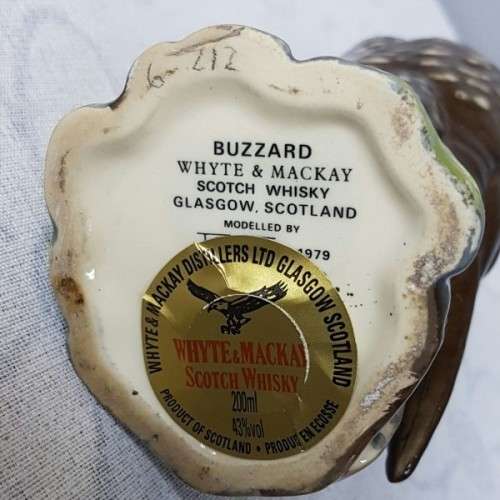 6-212
BUZZARD
WHYTE & MACKAY
SCOTCH WHISKY
GLASGOW, SCOTLAND
MODELLED BY
1979
WHYTE & MACKAY DISTILLERS LTD GLASGOW SCOTLAND
WHYTE & MACKAY
SCOTCH WHISKY
200ml
43%vol
PRODUCT OF SCOTLAND • PRODUIT EN ECOSSE